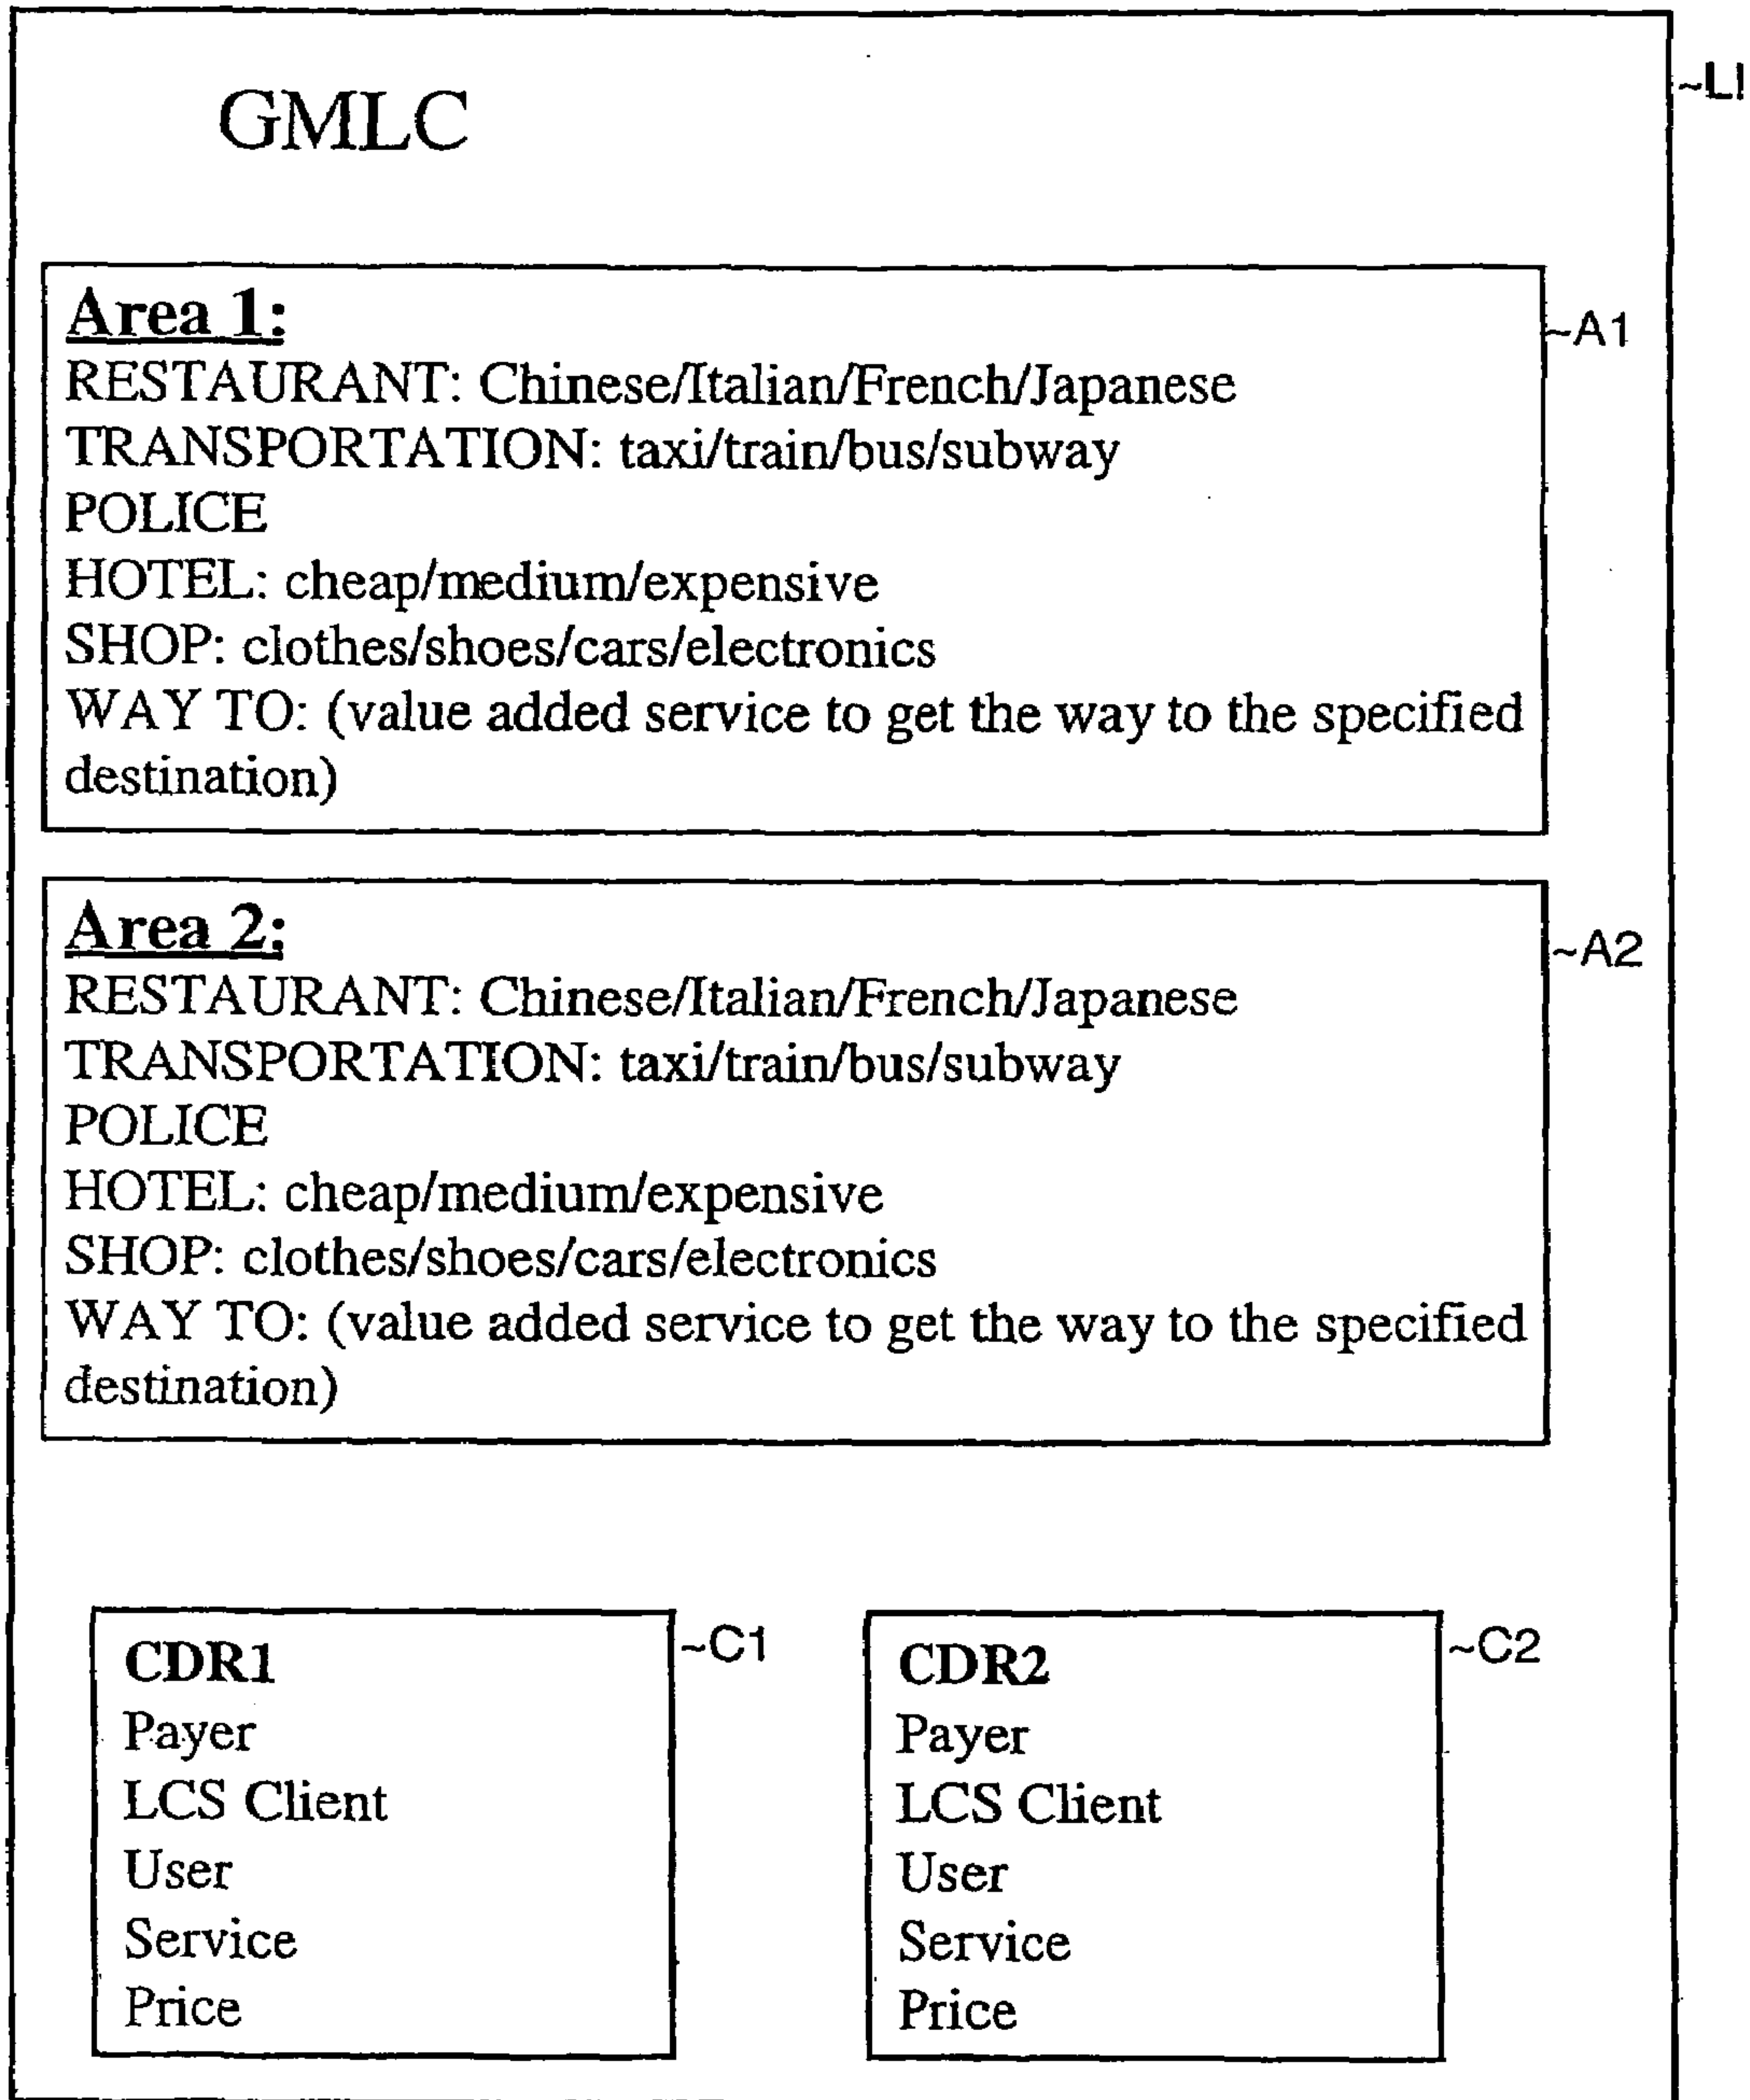 GMLC
~LI
Area 1:
~A1
RESTAURANT: Chinese/Italian/French/Japanese
TRANSPORTATION: taxi/train/bus/subway
POLICE
HOTEL: cheap/medium/expensive
SHOP: clothes/shoes/cars/electronics
WAY TO: (value added service to get the way to the specified
destination)
Area 2:
~A2
RESTAURANT: Chinese/Italian/French/Japanese
TRANSPORTATION: taxi/train/bus/subway
POLICE
HOTEL: cheap/medium/expensive
SHOP: clothes/shoes/cars/electronics
WAY TO: (value added service to get the way to the specified
destination)
CDR1
Payer
LCS Client
User
Service
Price
~C1
CDR2
Payer
LCS Client
User
Service
Price
~C2